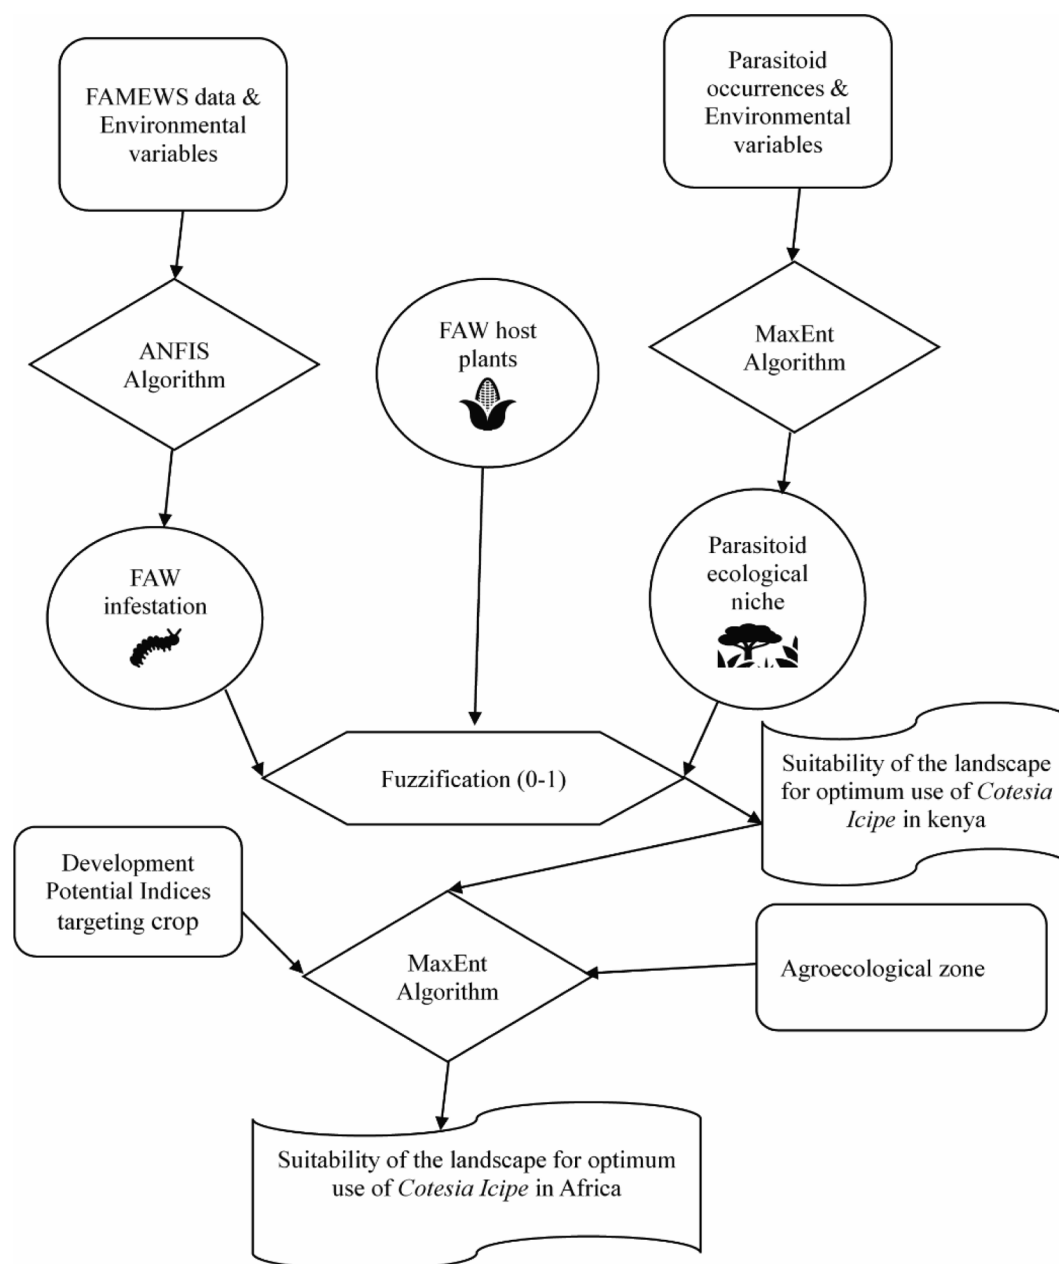 FAMEWS data &
Environmental
variables
Parasitoid
occurrences &
Environmental
variables
ANFIS
Algorithm
FAW host
plants
MaxEnt
Algorithm
FAW
infestation
Parasitoid
ecological
niche
Fuzzification (0-1)
Suitability of the landscape
for optimum use of Cotesia
Icipe in kenya
Development
Potential Indices
targeting crop
MaxEnt
Algorithm
Agroecological zone
Suitability of the landscape for optimum
use of Cotesia Icipe in Africa